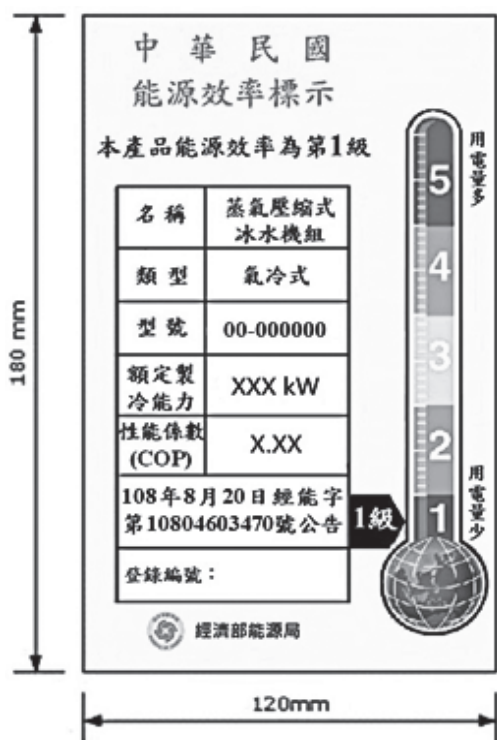 中華民國
能源效率標示
本產品能源效率為第1級
名稱
蒸氣壓縮式
冰水機組
類型
氣冷式
型號
00-000000
額定製
冷能力
XXX kW
性能係數
(COP)
X.XX
108年8月20日經能字
第10804603470號公告
登錄編號：
經濟部能源局
用電量多
5
4
3
2
1
用電量少
1級
180 mm
120mm